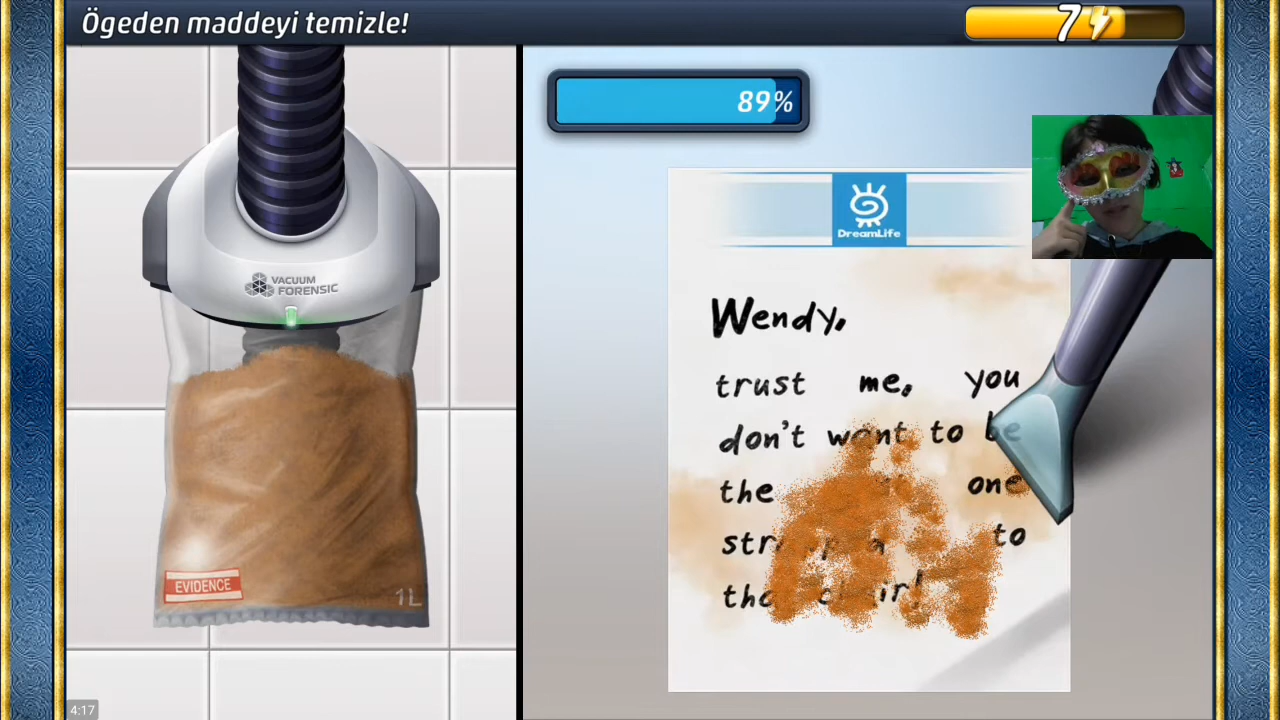 Ögeden maddeyi temizle!
7
89%
DreamLife
VACUUM
FORENSIC
Wendy,
trust me, you
don't want to be
the one
to
EVIDENCE
1L
4:17